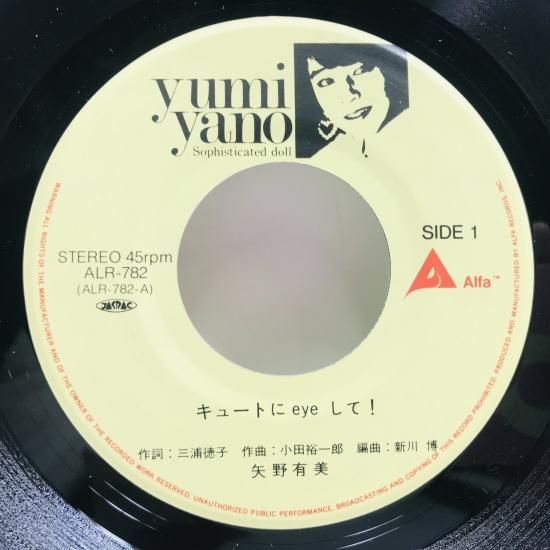 yumi
yano
Sophisticated doll
SIDE 1
STEREO 45rpm
ALR-782
(ALR-782-A)
JASRAC
Alfa™
キュートに eye して!
作詞:三浦徳子 作曲:小田裕一郎 編曲:新川 博
矢野有美
WARNING: ALL RIGHTS OF THE MANUFACTURER AND OF THE OWNER OF THE RECORDED WORK RESERVED. UNAUTHORIZED PUBLIC PERFORMANCE, BROADCASTING AND COPYING OF THIS RECORD PROHIBITED. PRODUCED AND MANUFACTURED BY ALFA RECORDS, INC.